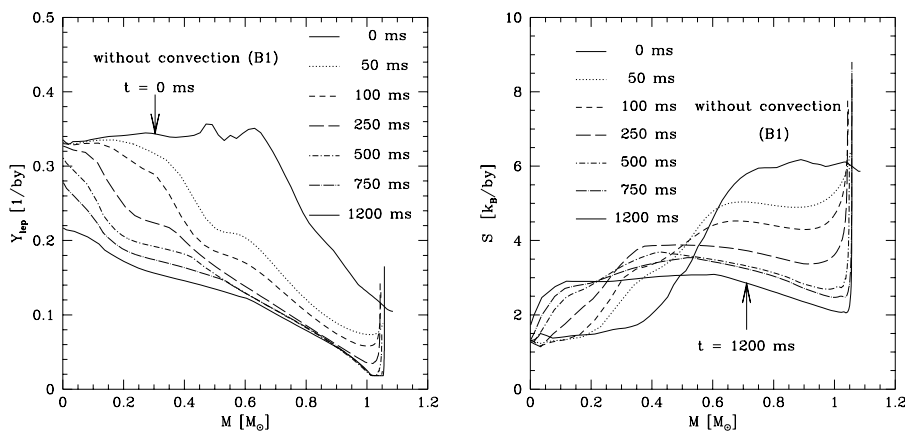 0.5
0.4
0.3
0.2
0.1
0
Y_lep [1/by]
without convection (B1)
t = 0 ms
0 ms
50 ms
100 ms
250 ms
500 ms
750 ms
1200 ms
0 0.2 0.4 0.6 0.8 1 1.2
M [M_⊙]
10
8
6
4
2
0
S [k_B/by]
0 ms
50 ms
100 ms
250 ms
500 ms
750 ms
1200 ms
without convection
(B1)
t = 1200 ms
0 0.2 0.4 0.6 0.8 1 1.2
M [M_⊙]